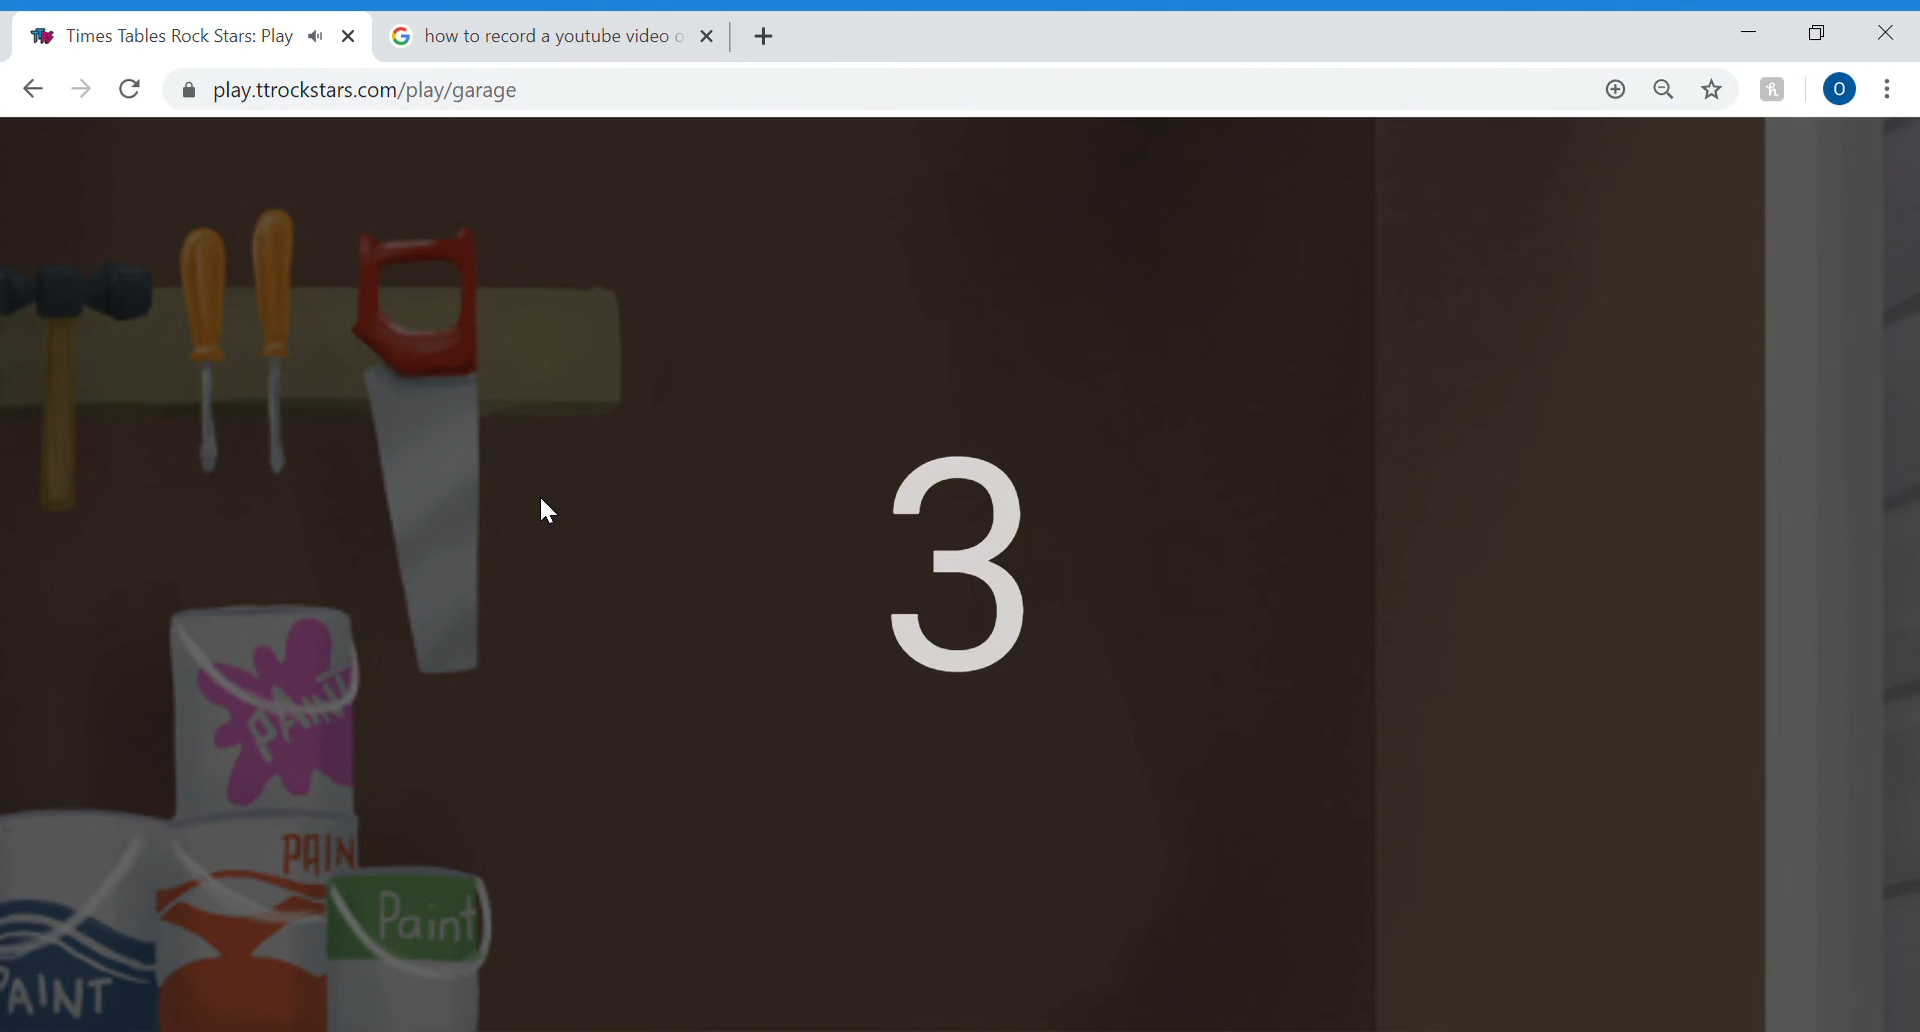 Times Tables Rock Stars: Play
how to record a youtube video o
play.ttrockstars.com/play/garage
O
3
PAINT
PAIN
Paint
PAINT